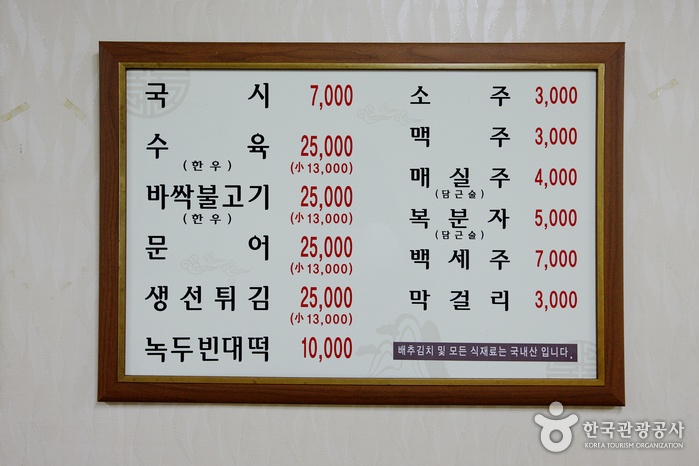 국 시 7,000
수 육 25,000
(한우) (小 13,000)
바싹불고기 25,000
(한우) (小 13,000)
문 어 25,000
(小 13,000)
생선튀김 25,000
(小 13,000)
녹두빈대떡 10,000
소 주 3,000
맥 주 3,000
매 실 주 4,000
(담근술)
복 분 자 5,000
(담근술)
백 세 주 7,000
막 걸 리 3,000
배추김치 및 모든 식재료는 국내산 입니다.
한국관광공사
KOREA TOURISM ORGANIZATION